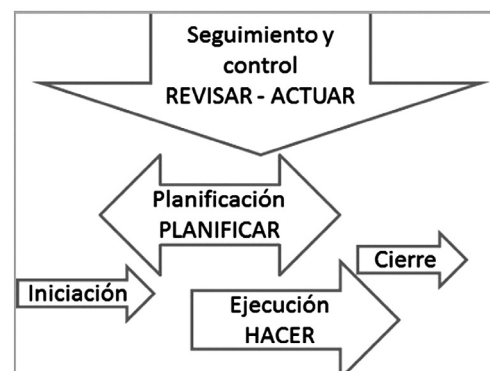 Seguimiento y
control
REVISAR - ACTUAR
Planificación
PLANIFICAR
Cierre
Iniciación
Ejecución
HACER